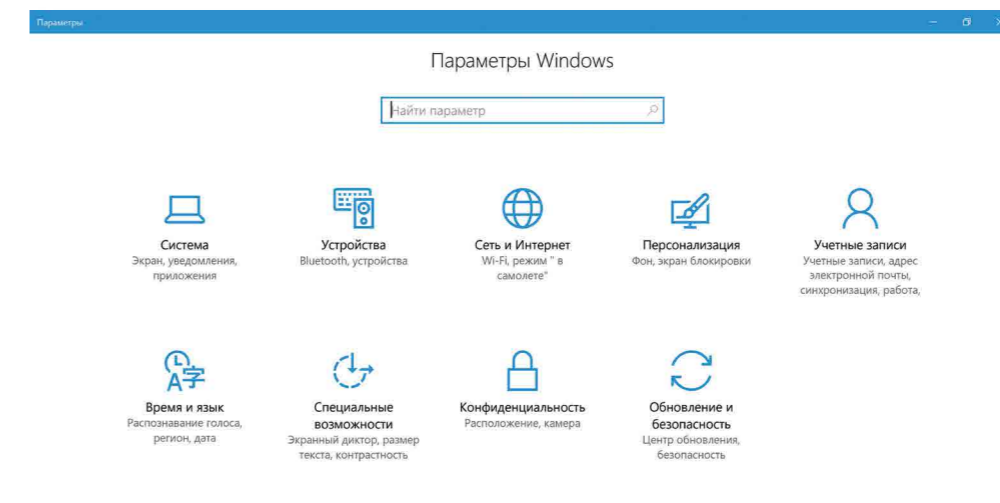 Параметры
Параметры Windows
Найти параметр
Система
Экран, уведомления,
приложения
Устройства
Bluetooth, устройства
Сеть и Интернет
Wi-Fi, режим " в
самолете"
Персонализация
Фон, экран блокировки
Учетные записи
Учетные записи, адрес
электронной почты,
синхронизация, работа,
Время и язык
Распознавание голоса,
регион, дата
Специальные
возможности
Экранный диктор, размер
текста, контрастность
Конфиденциальность
Расположение, камера
Обновление и
безопасность
Центр обновления,
безопасность